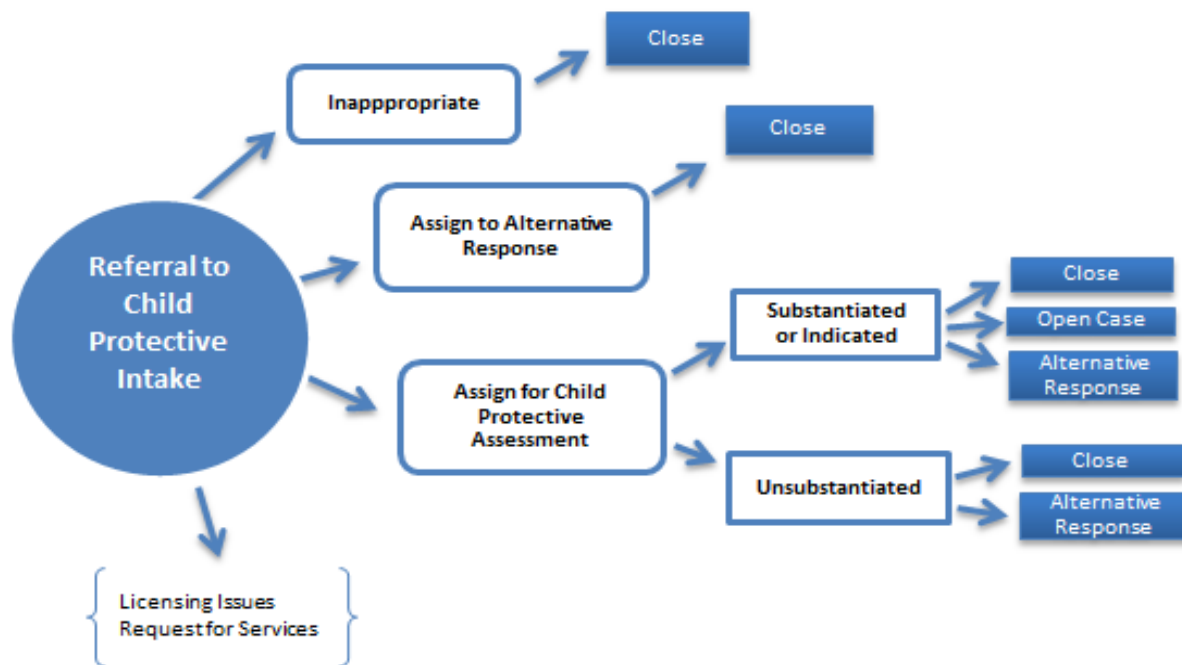 Close
Inapppropriate
Close
Assign to Alternative
Response
Referral to
Child
Protective
Intake
Close
Substantiated
or Indicated
Open Case
Alternative
Response
Assign for Child
Protective
Assessment
Close
Unsubstantiated
Alternative
Response
Licensing Issues
Request for Services